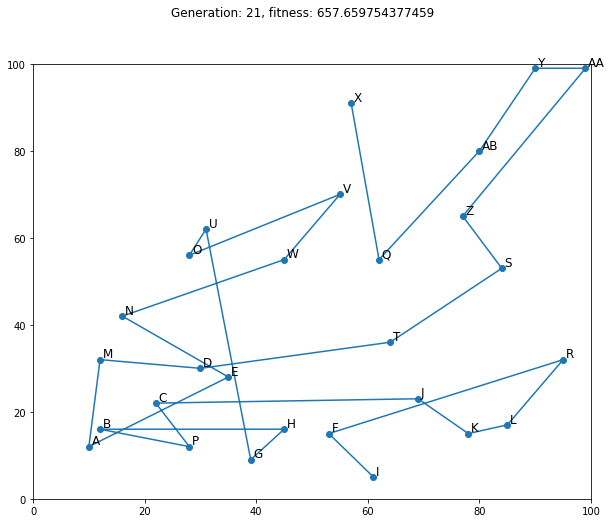 Generation: 21, fitness: 657.659754377459
100
Y
AA
X
80
AB
V
Z
60
U
O
W
Q
S
40
N
T
M
D
E
R
20
C
J
B
H
F
K
L
A
P
G
I
0
0 20 40 60 80 100